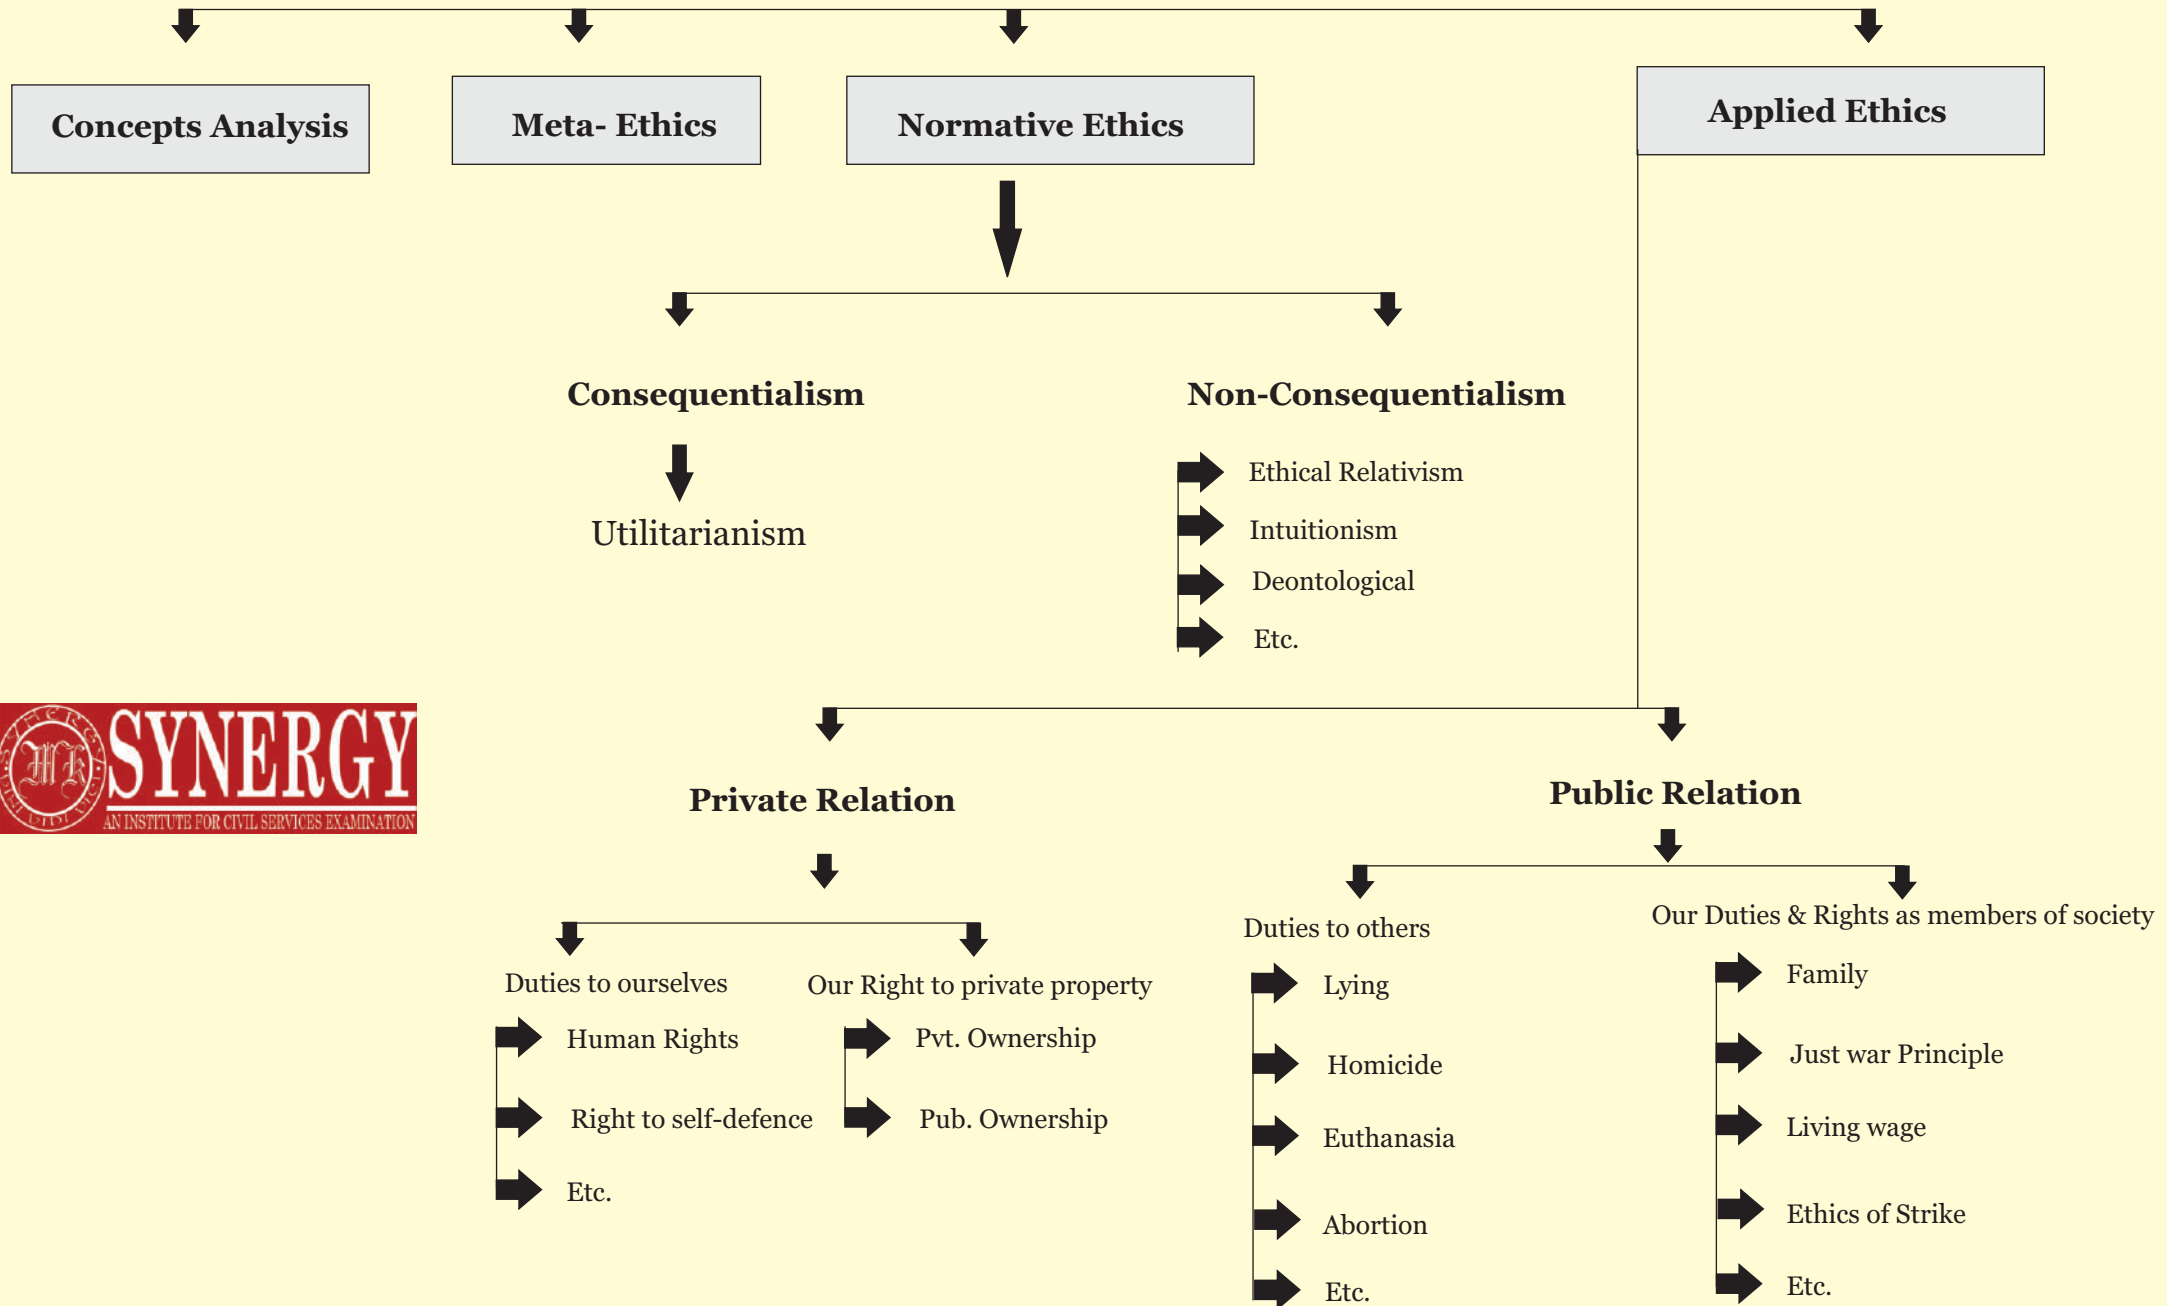 Concepts Analysis
Meta- Ethics
Normative Ethics
Applied Ethics
Consequentialism
Utilitarianism
Non-Consequentialism
Ethical Relativism
Intuitionism
Deontological
Etc.
SYNERGY
AN INSTITUTE FOR CIVIL SERVICES EXAMINATION
Private Relation
Duties to ourselves
Human Rights
Right to self-defence
Etc.
Our Right to private property
Pvt. Ownership
Pub. Ownership
Public Relation
Duties to others
Lying
Homicide
Euthanasia
Abortion
Etc.
Our Duties & Rights as members of society
Family
Just war Principle
Living wage
Ethics of Strike
Etc.